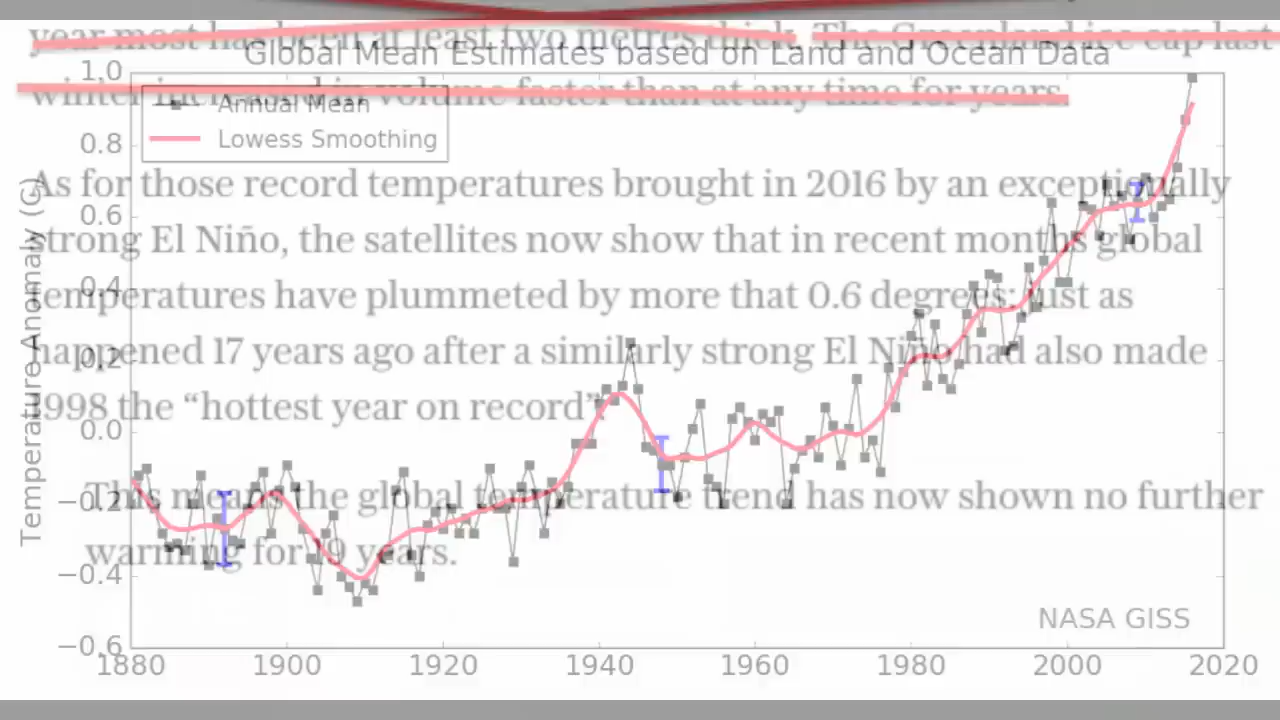 year most has been at least two metres thick. The Greenland ice cap last
Global Mean Estimates based on Land and Ocean Data
winter increased in volume faster than at any time for years.
Annual Mean
Lowess Smoothing
As for those record temperatures brought in 2016 by an exceptionally
strong El Niño, the satellites now show that in recent months global
temperatures have plummeted by more that 0.6 degrees: just as
happened 17 years ago after a similarly strong El Niño had also made
1998 the “hottest year on record”
This means the global temperature trend has now shown no further
warming for 19 years.
Temperature Anomaly (C)
1.0
0.8
0.6
0.4
0.2
0.0
−0.2
−0.4
−0.6
NASA GISS
1880 1900 1920 1940 1960 1980 2000 2020